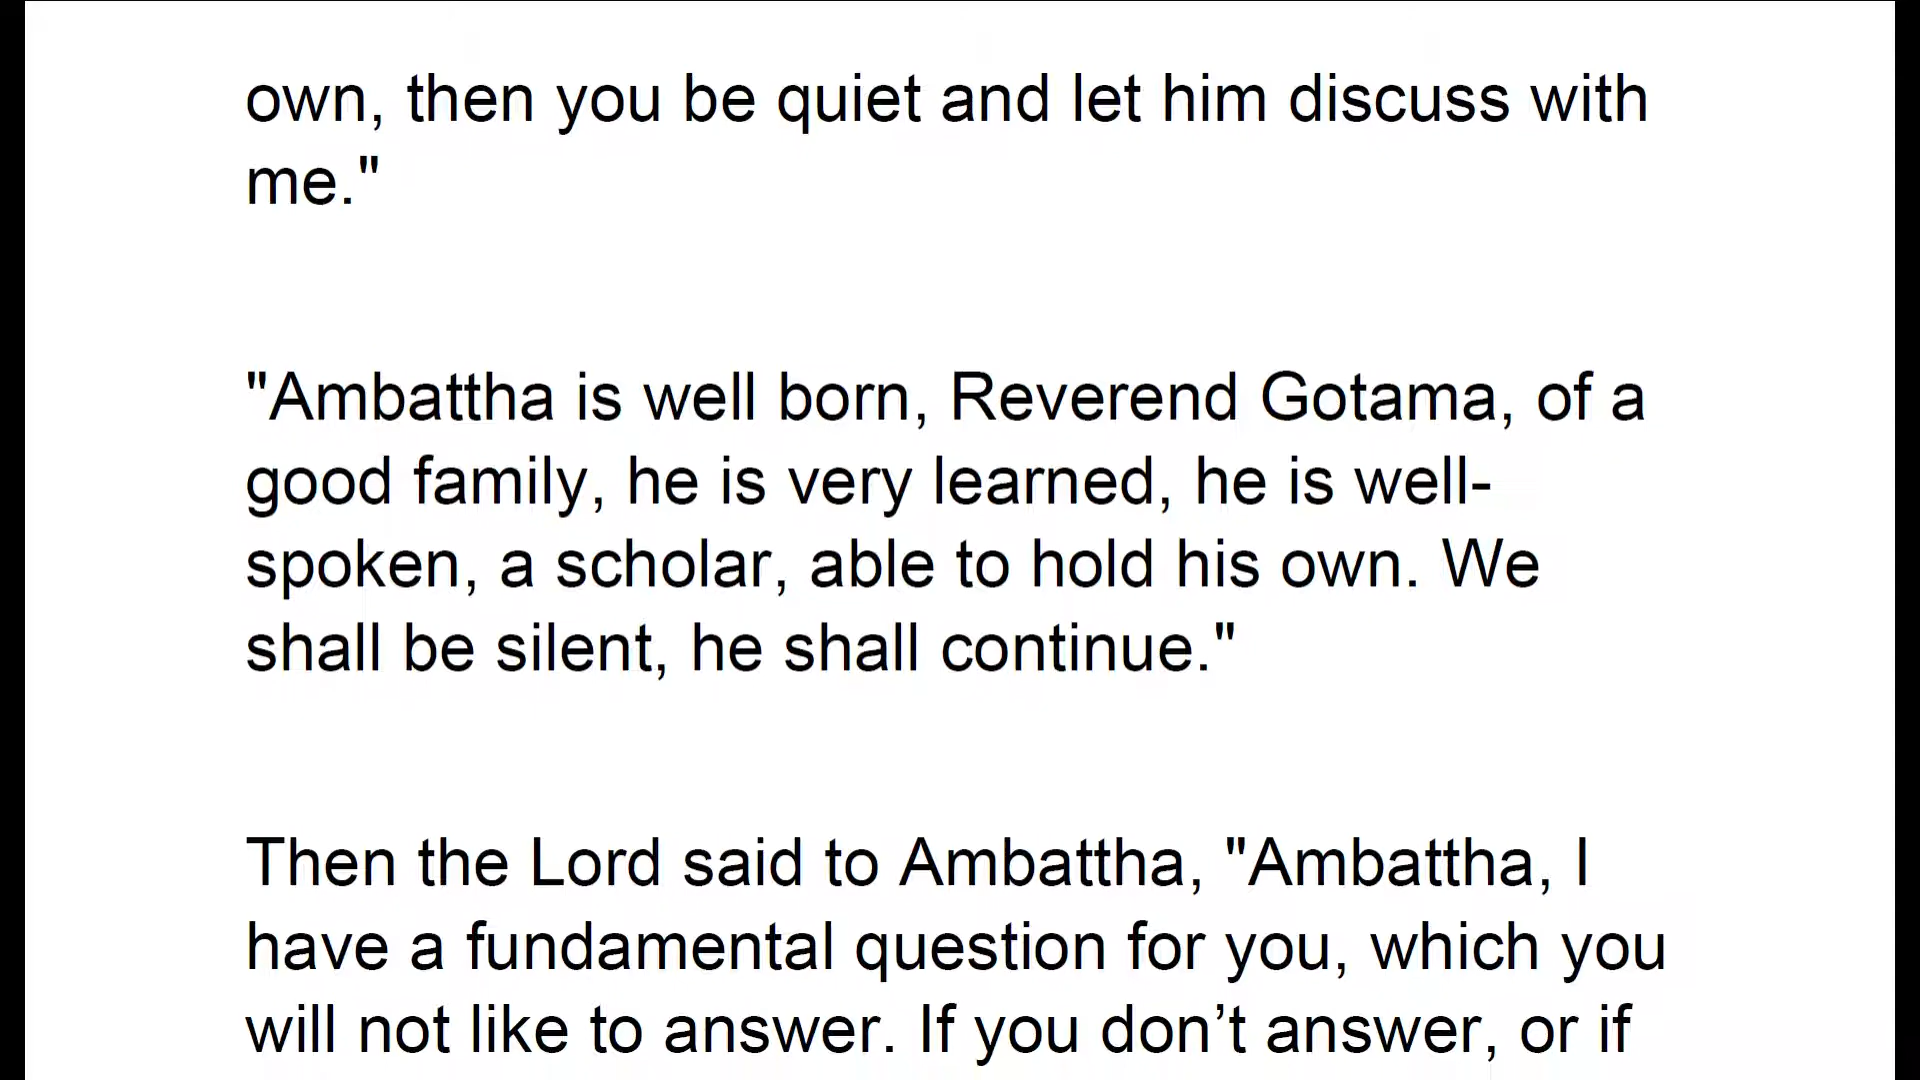 own, then you be quiet and let him discuss with
me."
"Ambattha is well born, Reverend Gotama, of a
good family, he is very learned, he is well-
spoken, a scholar, able to hold his own. We
shall be silent, he shall continue."
Then the Lord said to Ambattha, "Ambattha, I
have a fundamental question for you, which you
will not like to answer. If you don’t answer, or if